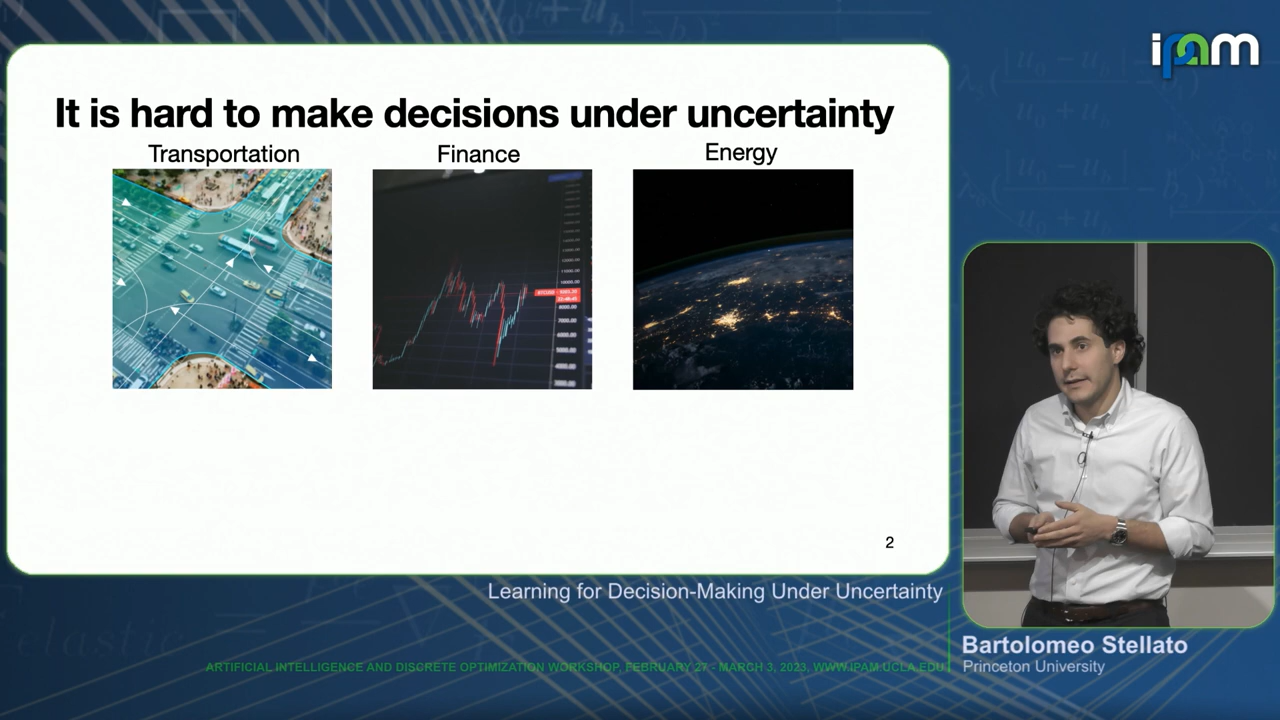 ipam
It is hard to make decisions under uncertainty
Transportation
Finance
Energy
2
Learning for Decision-Making Under Uncertainty
Bartolomeo Stellato
Princeton University
ARTIFICIAL INTELLIGENCE AND DISCRETE OPTIMIZATION WORKSHOP, FEBRUARY 27 - MARCH 3, 2023, WWW.IPAM.UCLA.EDU
elastic